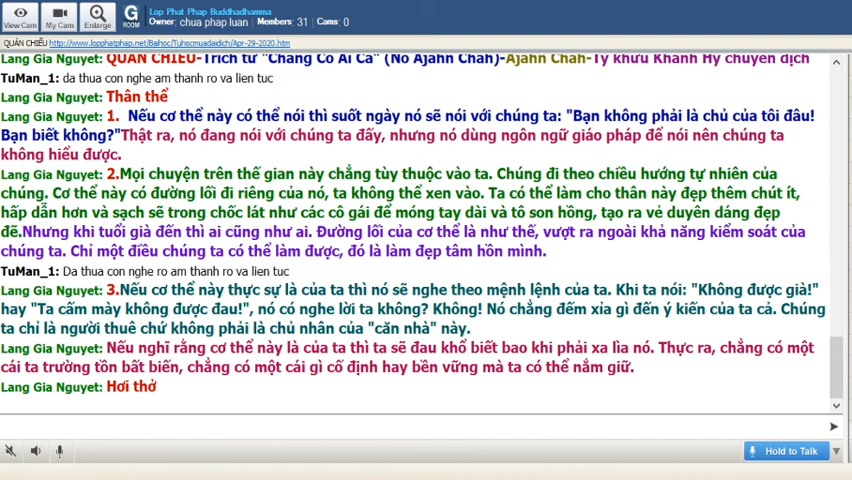 View Cam
My Cam
Enlarge
G
ROOM
Lop Phat Phap Buddhadhamma
Owner: chua phap luan Members: 31 Cams: 0
QUÁN CHIẾU http://www.lopphatphap.net/Baihoc/Tuhocmuadaidich/Apr-29-2020.htm
Lang Gia Nguyet: QUÁN CHIẾU-Trích từ "Chẳng Có Ai Cả" (No Ajahn Chah)-Ajahn Chah-Tỳ khưu Khánh Hỷ chuyển dịch
TuMan_1: da thua con nghe am thanh ro va lien tuc
Lang Gia Nguyet: Thân thể
Lang Gia Nguyet: 1. Nếu cơ thể này có thể nói thì suốt ngày nó sẽ nói với chúng ta: "Bạn không phải là chủ của tôi đâu!
Bạn biết không?"Thật ra, nó đang nói với chúng ta đấy, nhưng nó dùng ngôn ngữ giáo pháp để nói nên chúng ta
không hiểu được.
Lang Gia Nguyet: 2.Mọi chuyện trên thế gian này chẳng tùy thuộc vào ta. Chúng đi theo chiều hướng tự nhiên của
chúng. Cơ thể này có đường lối đi riêng của nó, ta không thể xen vào. Ta có thể làm cho thân này đẹp thêm chút ít,
hấp dẫn hơn và sạch sẽ trong chốc lát như các cô gái để móng tay dài và tô son hồng, tạo ra vẻ duyên dáng đẹp
đẽ.Nhưng khi tuổi già đến thì ai cũng như ai. Đường lối của cơ thể là như thế, vượt ra ngoài khả năng kiểm soát của
chúng ta. Chỉ một điều chúng ta có thể làm được, đó là làm đẹp tâm hồn mình.
TuMan_1: Da thua con nghe ro am thanh ro va lien tuc
Lang Gia Nguyet: 3.Nếu cơ thể này thực sự là của ta thì nó sẽ nghe theo mệnh lệnh của ta. Khi ta nói: "Không được già!"
hay "Ta cấm mày không được đau!", nó có nghe lời ta không? Không! Nó chẳng đếm xỉa gì đến ý kiến của ta cả. Chúng
ta chỉ là người thuê chứ không phải là chủ nhân của "căn nhà" này.
Lang Gia Nguyet: Nếu nghĩ rằng cơ thể này là của ta thì ta sẽ đau khổ biết bao khi phải xa lìa nó. Thực ra, chẳng có một
cái ta trường tồn bất biến, chẳng có một cái gì cố định hay bền vững mà ta có thể nắm giữ.
Lang Gia Nguyet: Hơi thở
Hold to Talk